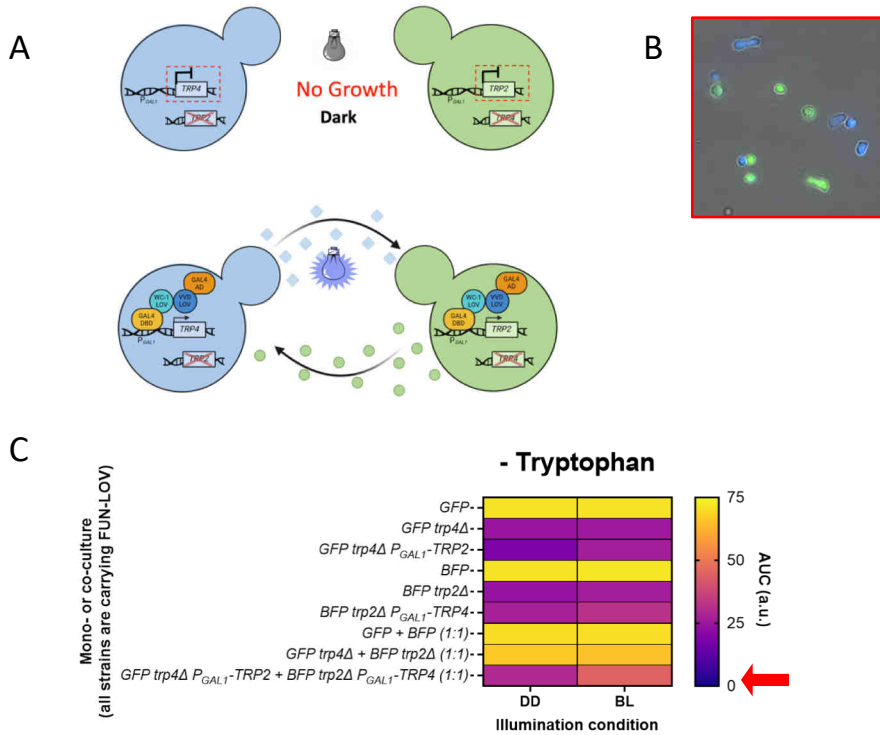 A
B
TRP4
PGAL1
TRP2
No Growth
Dark
TRP2
PGAL1
TRP4
GAL4
AD
WC-1
LOV
VVD
LOV
GAL4
DBD
TRP4
PGAL1
TRP2
GAL4
AD
WC-1
LOV
VVD
LOV
GAL4
DBD
TRP2
PGAL1
TRP4
C
- Tryptophan
Mono- or co-culture
(all strains are carrying FUN-LOV)
GFP
GFP trp4Δ
GFP trp4Δ PGAL1-TRP2
BFP
BFP trp2Δ
BFP trp2Δ PGAL1-TRP4
GFP + BFP (1:1)
GFP trp4Δ + BFP trp2Δ (1:1)
GFP trp4Δ PGAL1-TRP2 + BFP trp2Δ PGAL1-TRP4 (1:1)
DD
BL
Illumination condition
75
50
25
0
AUC (a.u.)